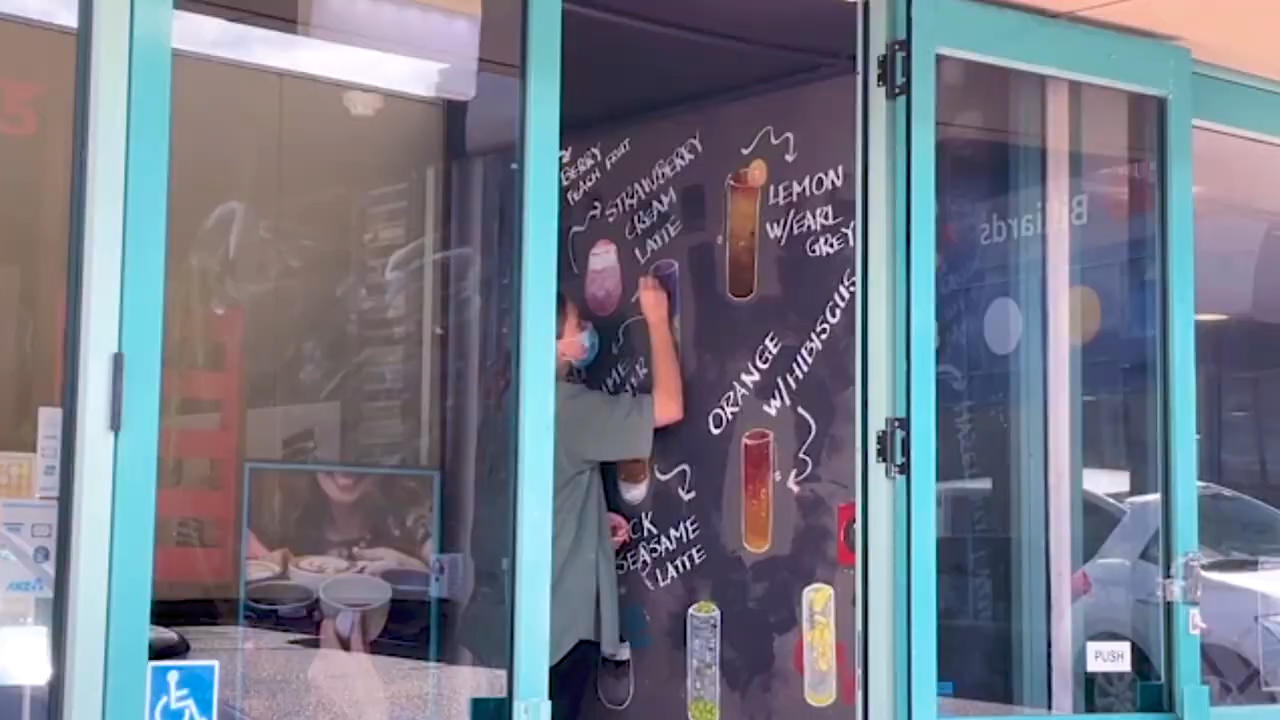 BERRY
PEACH FRUIT
STRAWBERRY
CREAM
LATTE
LEMON
W/EARL
GREY
ORANGE
W/HIBISCUS
SEASAME
LATTE
Billiards
PUSH